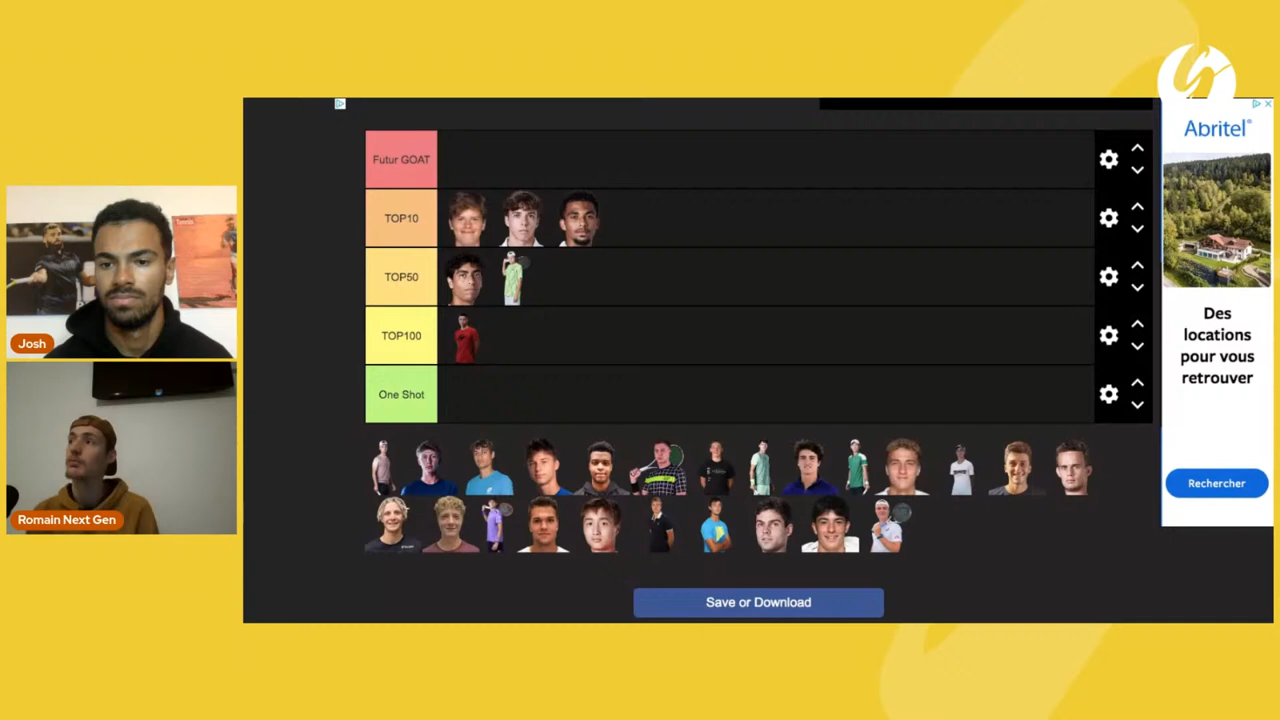 Abritel®
Futur GOAT
TOP10
TOP50
TOP100
One Shot
Josh
Romain Next Gen
Des
locations
pour vous
retrouver
Rechercher
Save or Download